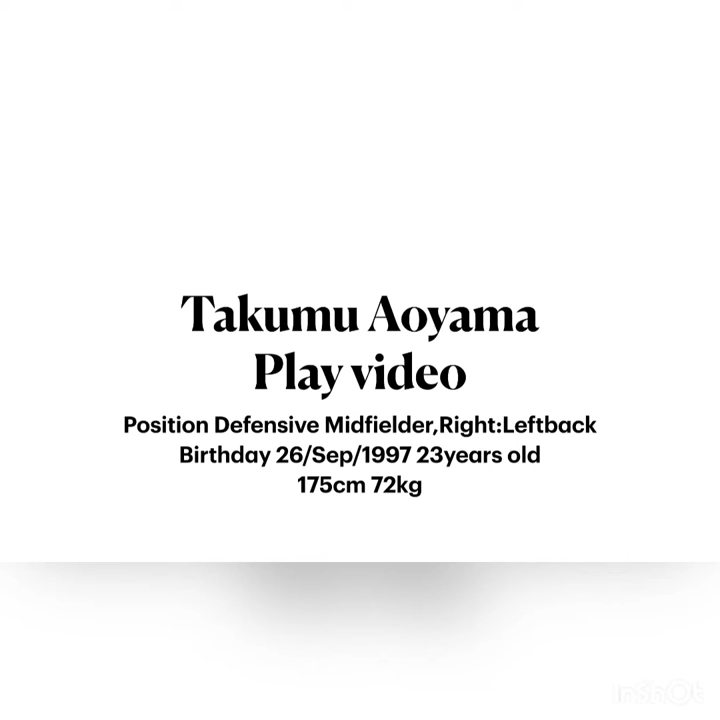 Takumu Aoyama
Play video
Position Defensive Midfielder,Right:Leftback
Birthday 26/Sep/1997 23years old
175cm 72kg
InShOt